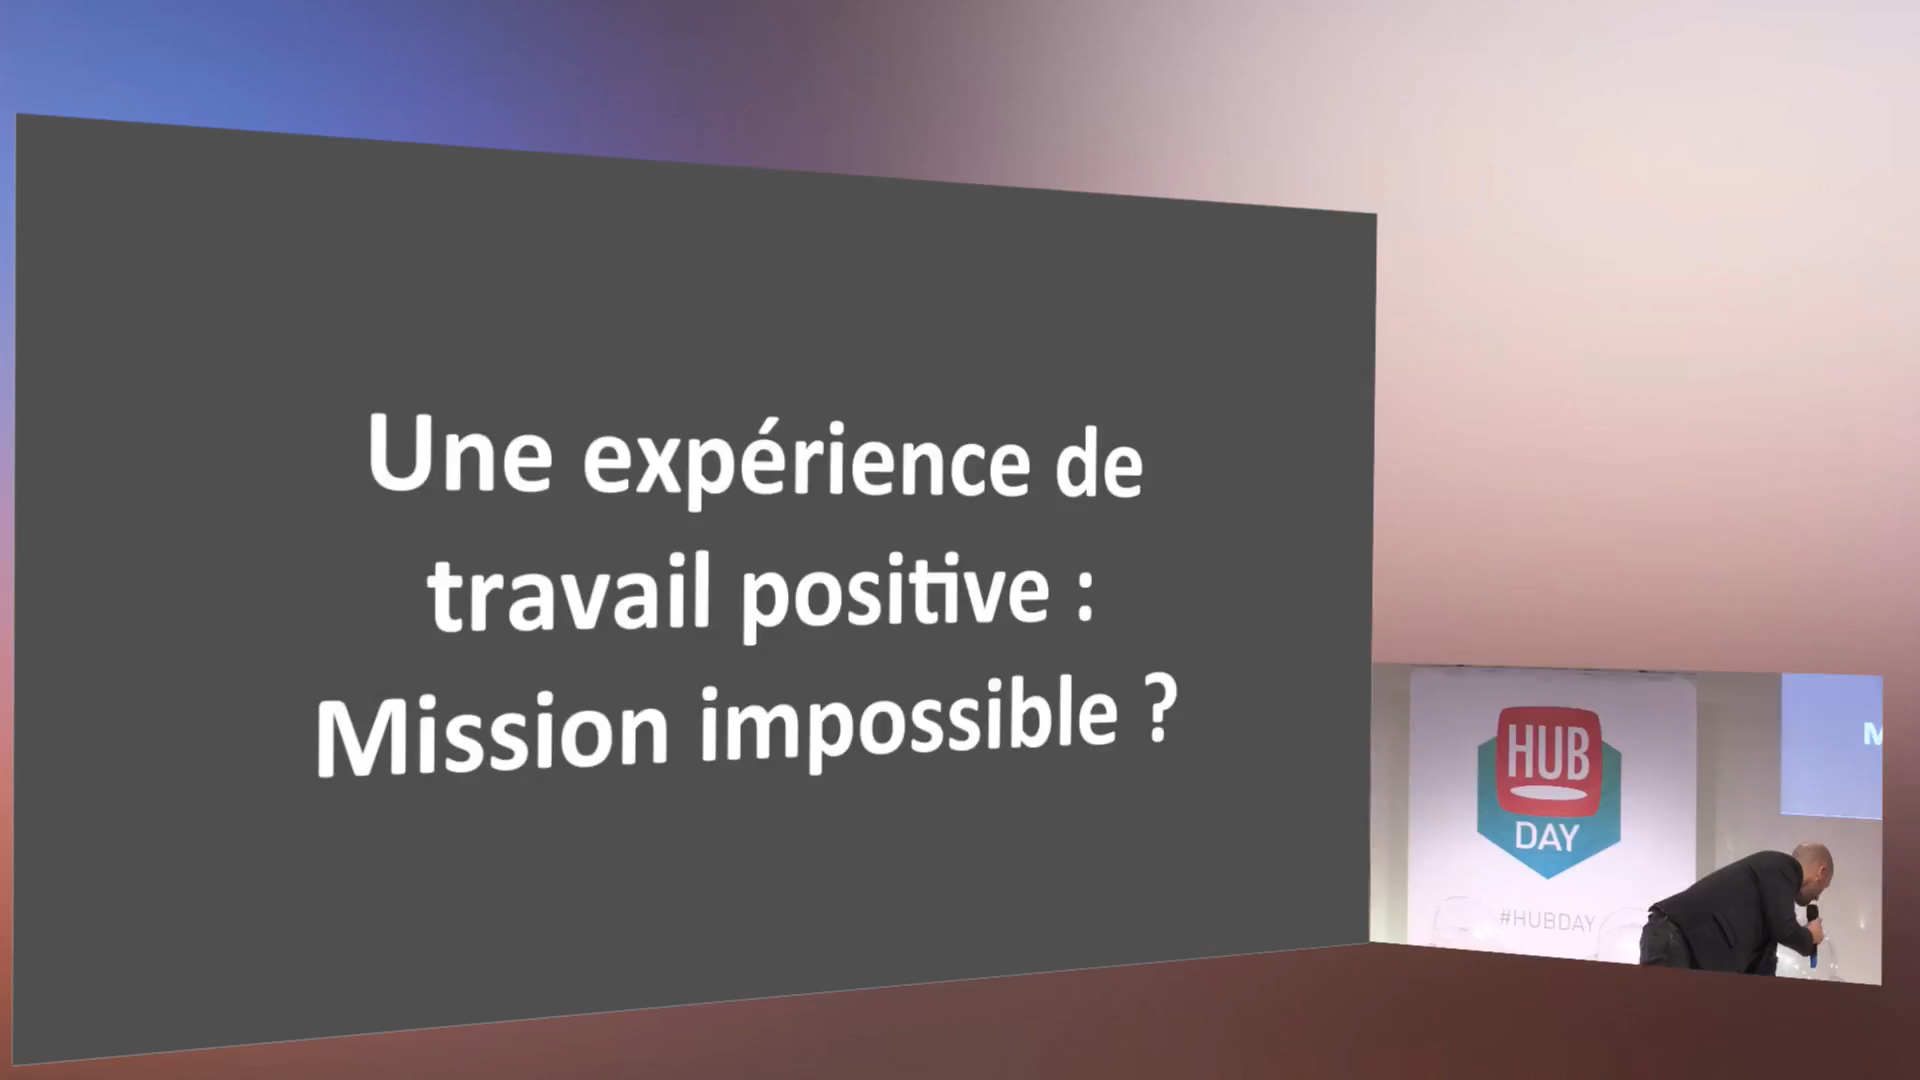 Une expérience de
travail positive :
Mission impossible ?
HUB
DAY
#HUBDAY
M